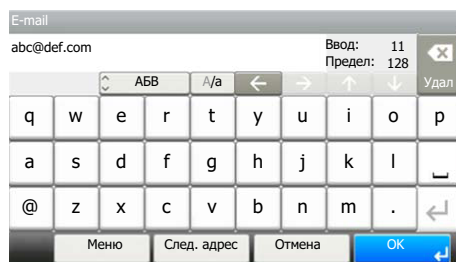 E-mail
abc@def.com
Ввод: 11
Предел: 128
АБВ A/a ← → ↑ ↓ Удал
q w e r t y u i o p
a s d f g h j k l
@ z x c v b n m .
Меню След. адрес Отмена OK